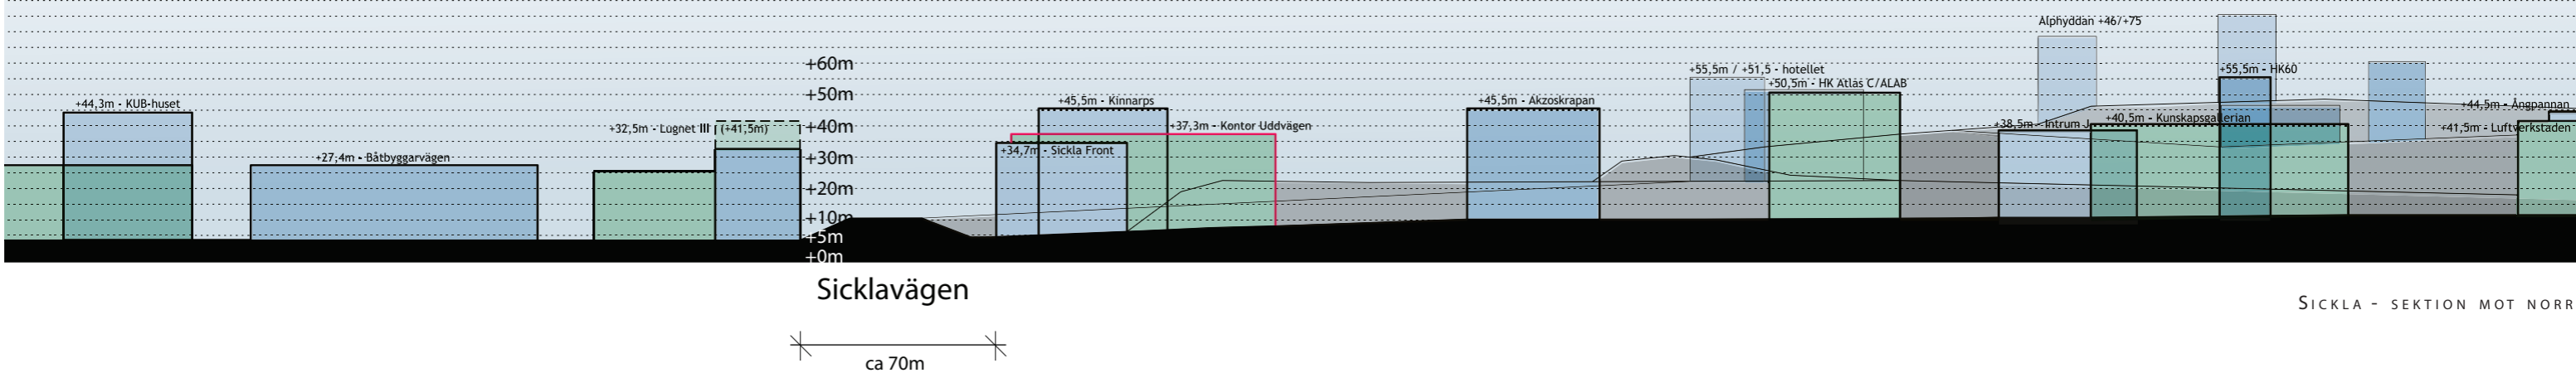 Alphyddan +46/+75
+60m
+55,5m / +51,5 - hotellet
+55,5m - HK60
+50,5m - HK Atlas C/ALAB
+50m
+44,3m - KUB-huset
+45,5m - Kinnarps
+45,5m - Akzoskrapan
+44,5m - Ångpannan
+40,5m - Kunskapsgallerian
+40m
+32,5m - Lugnet III
(+41,5m)
+37,3m - Kontor Uddvägen
+38,5m - Intrum J
+41,5m - Luftverkstaden
+34,7m - Sickla Front
+27,4m - Båtbyggarvägen
+30m
+20m
+10m
+5m
+0m
Sicklavägen
Sickla - sektion mot norr
ca 70m